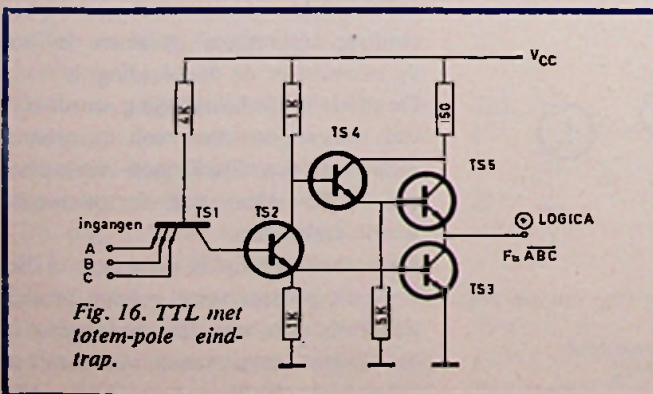 VCC
4K
1K
150
TS4
TS5
ingangen
TS1
TS2
A
B
C
⊕ LOGICA
F= ABC
TS3
1K
5K
Fig. 16. TTL met
totem-pole eind-
trap.